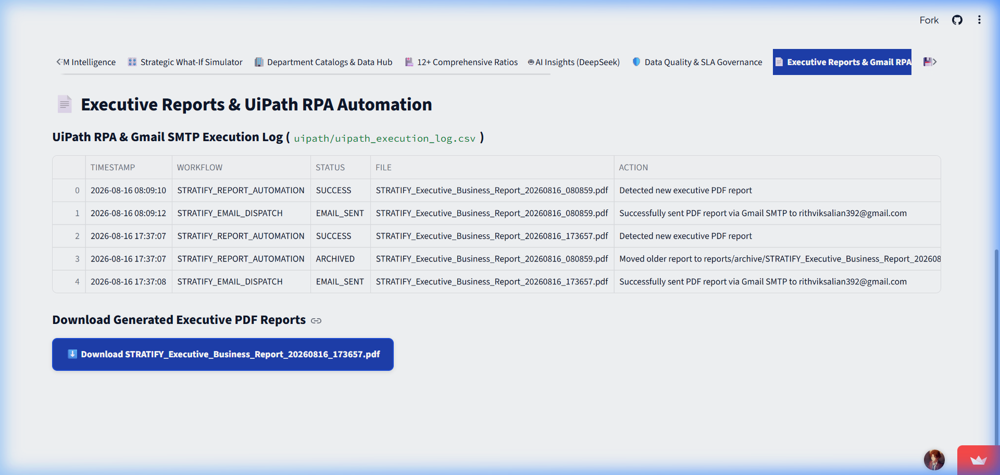 Fork
M Intelligence Strategic What-If Simulator Department Catalogs & Data Hub 12+ Comprehensive Ratios AI Insights (DeepSeek) Data Quality & SLA Governance Executive Reports & Gmail RPA
Executive Reports & UiPath RPA Automation
UiPath RPA & Gmail SMTP Execution Log ( uipath/uipath_execution_log.csv )
TIMESTAMP WORKFLOW STATUS FILE ACTION
0 2026-08-16 08:09:10 STRATIFY_REPORT_AUTOMATION SUCCESS STRATIFY_Executive_Business_Report_20260816_080859.pdf Detected new executive PDF report
1 2026-08-16 08:09:12 STRATIFY_EMAIL_DISPATCH EMAIL_SENT STRATIFY_Executive_Business_Report_20260816_080859.pdf Successfully sent PDF report via Gmail SMTP to rithviksalian392@gmail.com
2 2026-08-16 17:37:07 STRATIFY_REPORT_AUTOMATION SUCCESS STRATIFY_Executive_Business_Report_20260816_173657.pdf Detected new executive PDF report
3 2026-08-16 17:37:07 STRATIFY_REPORT_AUTOMATION ARCHIVED STRATIFY_Executive_Business_Report_20260816_080859.pdf Moved older report to reports/archive/STRATIFY_Executive_Business_Report_202608
4 2026-08-16 17:37:08 STRATIFY_EMAIL_DISPATCH EMAIL_SENT STRATIFY_Executive_Business_Report_20260816_173657.pdf Successfully sent PDF report via Gmail SMTP to rithviksalian392@gmail.com
Download Generated Executive PDF Reports
Download STRATIFY_Executive_Business_Report_20260816_173657.pdf